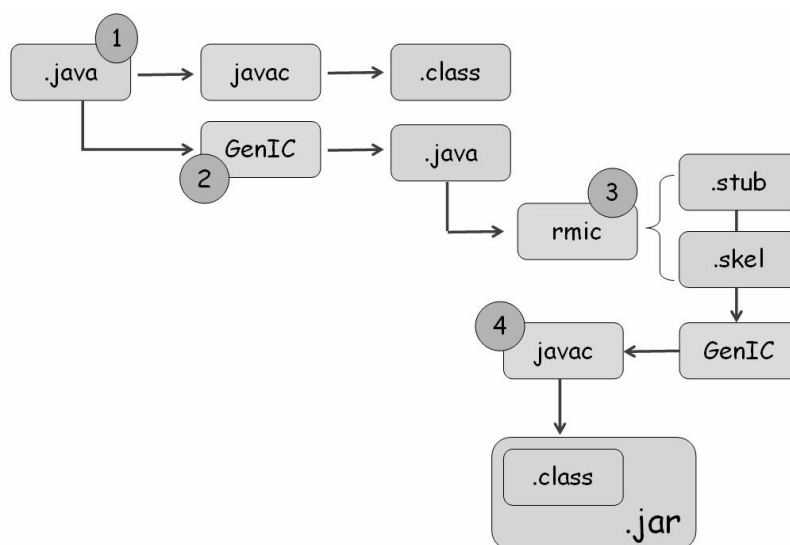 1
.java
javac
.class
GenIC
2
.java
3
.stub
rmic
.skel
4
javac
GenIC
.class
.jar